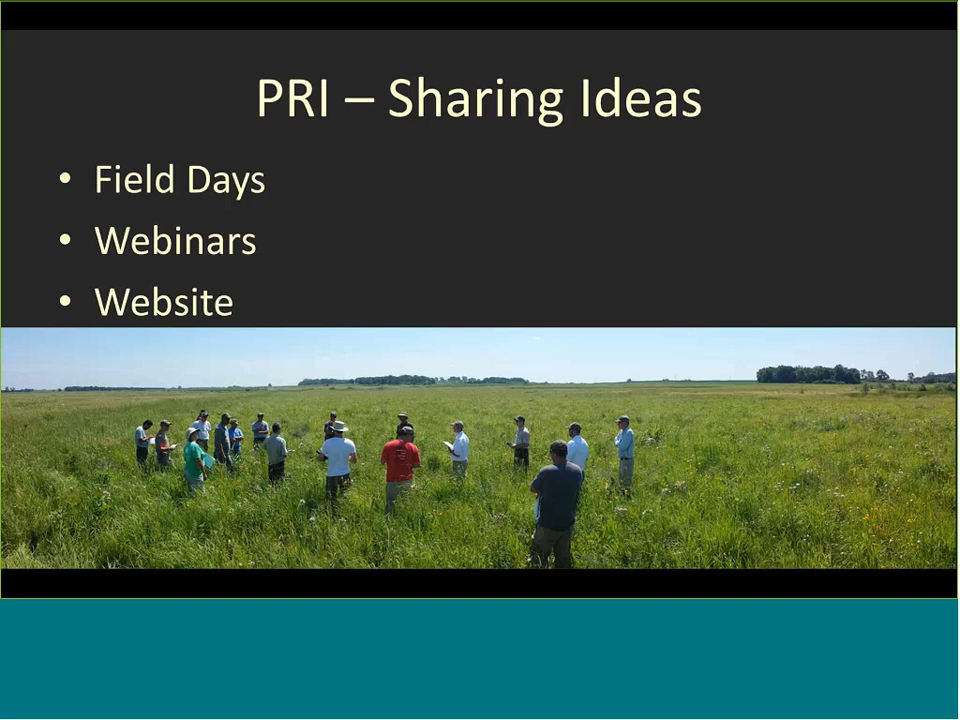 PRI – Sharing Ideas
• Field Days
• Webinars
• Website